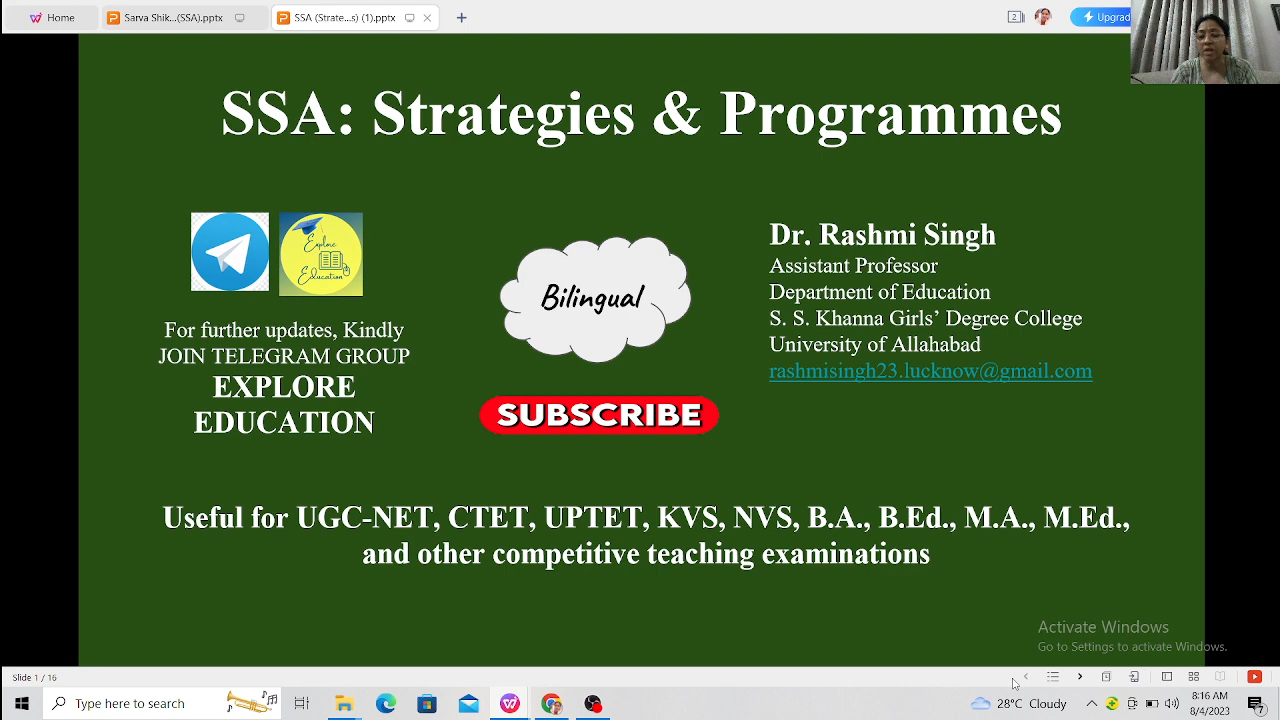 Home
Sarva Shik...(SSA).pptx
SSA (Strate...s) (1).pptx
2
Upgrad
SSA: Strategies & Programmes
Explore
Education
For further updates, Kindly
JOIN TELEGRAM GROUP
EXPLORE
EDUCATION
Bilingual
SUBSCRIBE
Dr. Rashmi Singh
Assistant Professor
Department of Education
S. S. Khanna Girls’ Degree College
University of Allahabad
rashmisingh23.lucknow@gmail.com
Useful for UGC-NET, CTET, UPTET, KVS, NVS, B.A., B.Ed., M.A., M.Ed.,
and other competitive teaching examinations
Activate Windows
Go to Settings to activate Windows.
Slide 1 / 16
Type here to search
28°C Cloudy
8:16 AM
8/4/2023
7